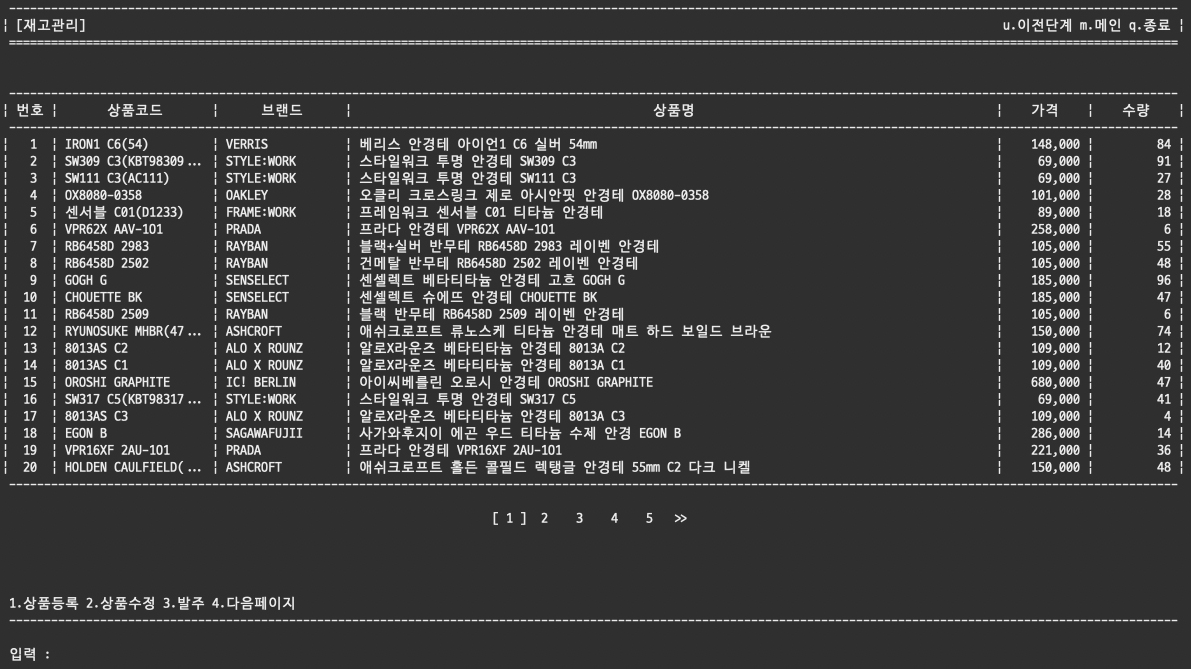 [재고관리] u.이전단계 m.메인 q.종료
번호 ¦ 상품코드 ¦ 브랜드 ¦ 상품명 ¦ 가격 ¦ 수량
1 ¦ IRON1 C6(54) ¦ VERRIS ¦ 베리스 안경테 아이언1 C6 실버 54mm ¦ 148,000 ¦ 84
2 ¦ SW309 C3(KBT98309... ¦ STYLE:WORK ¦ 스타일워크 투명 안경테 SW309 C3 ¦ 69,000 ¦ 91
3 ¦ SW111 C3(AC111) ¦ STYLE:WORK ¦ 스타일워크 투명 안경테 SW111 C3 ¦ 69,000 ¦ 27
4 ¦ OX8080-0358 ¦ OAKLEY ¦ 오클리 크로스링크 제로 아시안핏 안경테 OX8080-0358 ¦ 101,000 ¦ 28
5 ¦ 센서블 C01(D1233) ¦ FRAME:WORK ¦ 프레임워크 센서블 C01 티타늄 안경테 ¦ 89,000 ¦ 18
6 ¦ VPR62X AAV-1O1 ¦ PRADA ¦ 프라다 안경테 VPR62X AAV-1O1 ¦ 258,000 ¦ 6
7 ¦ RB6458D 2983 ¦ RAYBAN ¦ 블랙+실버 반무테 RB6458D 2983 레이벤 안경테 ¦ 105,000 ¦ 55
8 ¦ RB6458D 2502 ¦ RAYBAN ¦ 건메탈 반무테 RB6458D 2502 레이벤 안경테 ¦ 105,000 ¦ 48
9 ¦ GOGH G ¦ SENSELECT ¦ 센셀렉트 베타티타늄 안경테 고흐 GOGH G ¦ 185,000 ¦ 96
10 ¦ CHOUETTE BK ¦ SENSELECT ¦ 센셀렉트 슈에뜨 안경테 CHOUETTE BK ¦ 185,000 ¦ 47
11 ¦ RB6458D 2509 ¦ RAYBAN ¦ 블랙 반무테 RB6458D 2509 레이벤 안경테 ¦ 105,000 ¦ 6
12 ¦ RYUNOSUKE MHBR(47... ¦ ASHCROFT ¦ 애쉬크로프트 류노스케 티타늄 안경테 매트 하드 보일드 브라운 ¦ 150,000 ¦ 74
13 ¦ 8013AS C2 ¦ ALO X ROUNZ ¦ 알로X라운즈 베타티타늄 안경테 8013A C2 ¦ 109,000 ¦ 12
14 ¦ 8013AS C1 ¦ ALO X ROUNZ ¦ 알로X라운즈 베타티타늄 안경테 8013A C1 ¦ 109,000 ¦ 40
15 ¦ OROSHI GRAPHITE ¦ IC! BERLIN ¦ 아이씨베를린 오로시 안경테 OROSHI GRAPHITE ¦ 680,000 ¦ 47
16 ¦ SW317 C5(KBT98317... ¦ STYLE:WORK ¦ 스타일워크 투명 안경테 SW317 C5 ¦ 69,000 ¦ 41
17 ¦ 8013AS C3 ¦ ALO X ROUNZ ¦ 알로X라운즈 베타티타늄 안경테 8013A C3 ¦ 109,000 ¦ 4
18 ¦ EGON B ¦ SAGAWAFUJII ¦ 사가와후지이 에곤 우드 티타늄 수제 안경 EGON B ¦ 286,000 ¦ 14
19 ¦ VPR16XF 2AU-1O1 ¦ PRADA ¦ 프라다 안경테 VPR16XF 2AU-1O1 ¦ 221,000 ¦ 36
20 ¦ HOLDEN CAULFIELD(... ¦ ASHCROFT ¦ 애쉬크로프트 홀든 콜필드 렉탱글 안경테 55mm C2 다크 니켈 ¦ 150,000 ¦ 48
[ 1 ] 2 3 4 5 >>
1.상품등록 2.상품수정 3.발주 4.다음페이지
입력 :